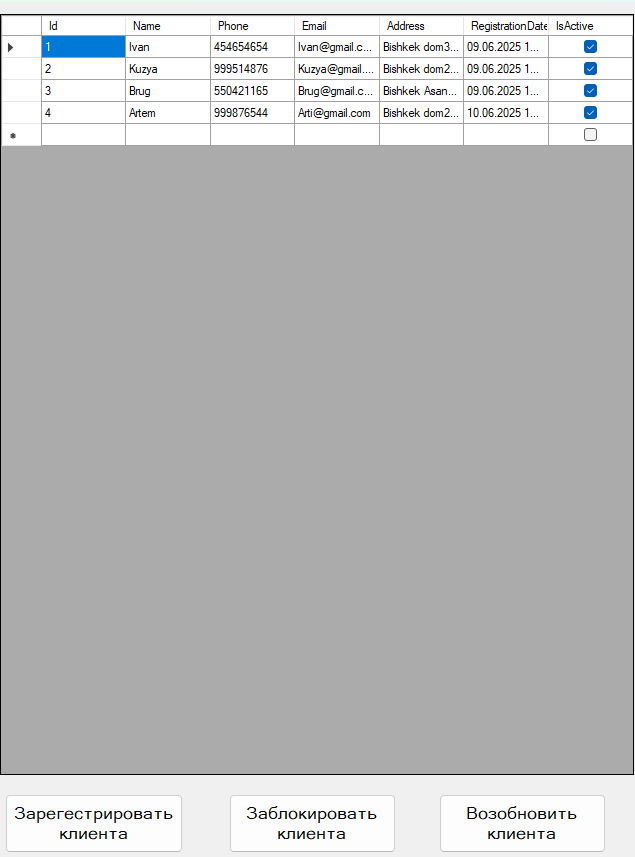 Id Name Phone Email Address RegistrationDate IsActive
1 Ivan 454654654 Ivan@gmail.c... Bishkek dom3... 09.06.2025 1...
2 Kuzya 999514876 Kuzya@gmail.... Bishkek dom2... 09.06.2025 1...
3 Brug 550421165 Brug@gmail.c... Bishkek Asan... 09.06.2025 1...
4 Artem 999876544 Arti@gmail.com Bishkek dom2... 10.06.2025 1...
Зарегестрировать
клиента
Заблокировать
клиента
Возобновить
клиента